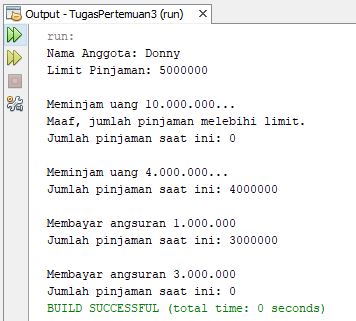 Output - TugasPertemuan3 (run)
run:
Nama Anggota: Donny
Limit Pinjaman: 5000000
Meminjam uang 10.000.000...
Maaf, jumlah pinjaman melebihi limit.
Jumlah pinjaman saat ini: 0
Meminjam uang 4.000.000...
Jumlah pinjaman saat ini: 4000000
Membayar angsuran 1.000.000
Jumlah pinjaman saat ini: 3000000
Membayar angsuran 3.000.000
Jumlah pinjaman saat ini: 0
BUILD SUCCESSFUL (total time: 0 seconds)